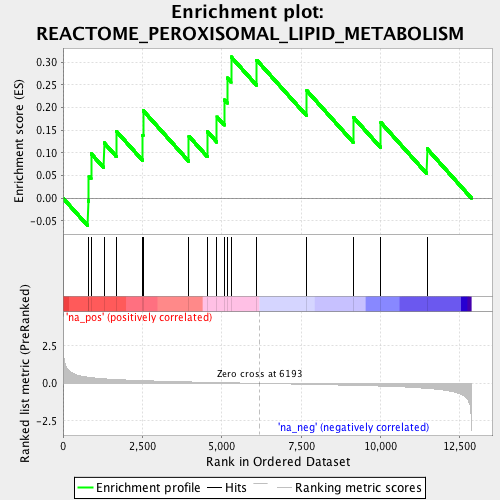 Enrichment plot:
REACTOME_PEROXISOMAL_LIPID_METABOLISM
Enrichment score (ES)
0.30
0.25
0.20
0.15
0.10
0.05
0.00
-0.05
'na_pos' (positively correlated)
Ranked list metric (PreRanked)
2.5
0.0
-2.5
Zero cross at 6193
'na_neg' (negatively correlated)
0 2,500 5,000 7,500 10,000 12,500
Rank in Ordered Dataset
Enrichment profile Hits Ranking metric scores